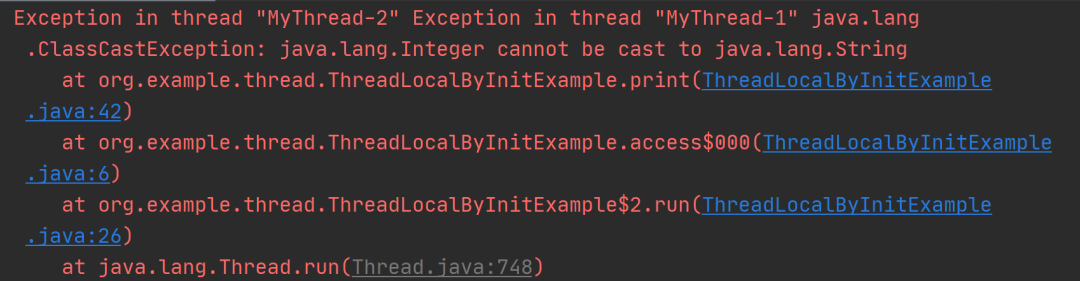 Exception in thread "MyThread-2" Exception in thread "MyThread-1" java.lang
.ClassCastException: java.lang.Integer cannot be cast to java.lang.String
at org.example.thread.ThreadLocalByInitExample.print(ThreadLocalByInitExample
.java:42)
at org.example.thread.ThreadLocalByInitExample.access$000(ThreadLocalByInitExample
.java:6)
at org.example.thread.ThreadLocalByInitExample$2.run(ThreadLocalByInitExample
.java:26)
at java.lang.Thread.run(Thread.java:748)